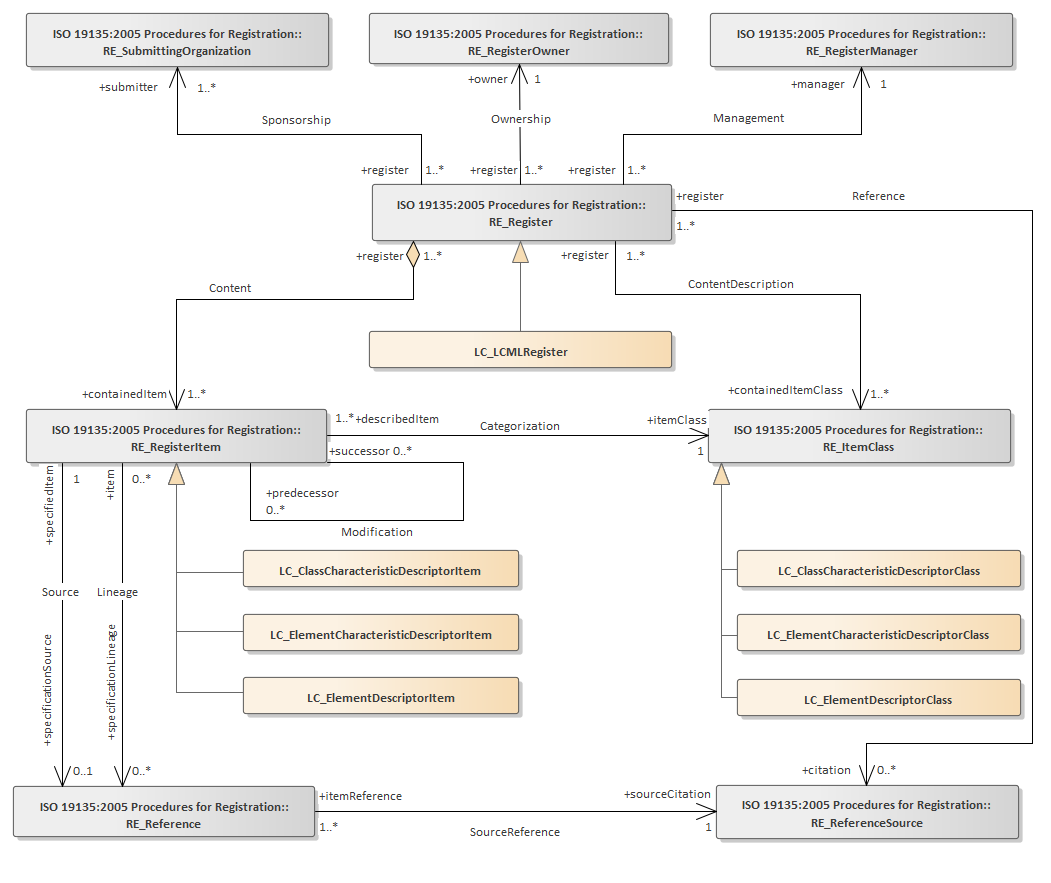 ISO 19135:2005 Procedures for Registration::
RE_SubmittingOrganization
ISO 19135:2005 Procedures for Registration::
RE_RegisterOwner
ISO 19135:2005 Procedures for Registration::
RE_RegisterManager
+submitter
1..*
+owner
1
+manager
1
Sponsorship
Ownership
Management
+register
1..*
+register
1..*
+register
1..*
ISO 19135:2005 Procedures for Registration::
RE_Register
+register
1..*
Reference
+register
1..*
+register
1..*
Content
ContentDescription
LC_LCMLRegister
+containedItem
1..*
+containedItemClass
1..*
ISO 19135:2005 Procedures for Registration::
RE_RegisterItem
1..*
+describedItem
Categorization
+itemClass
1
ISO 19135:2005 Procedures for Registration::
RE_ItemClass
+successor 0..*
+predecessor
0..*
Modification
+specifiedItem
1
+item
0..*
LC_ClassCharacteristicDescriptorItem
LC_ClassCharacteristicDescriptorClass
Source
Lineage
LC_ElementCharacteristicDescriptorItem
LC_ElementCharacteristicDescriptorClass
LC_ElementDescriptorItem
LC_ElementDescriptorClass
+specificationSource
0..1
+specificationLineage
0..*
+citation
0..*
ISO 19135:2005 Procedures for Registration::
RE_Reference
+itemReference
1..*
SourceReference
+sourceCitation
1
ISO 19135:2005 Procedures for Registration::
RE_ReferenceSource